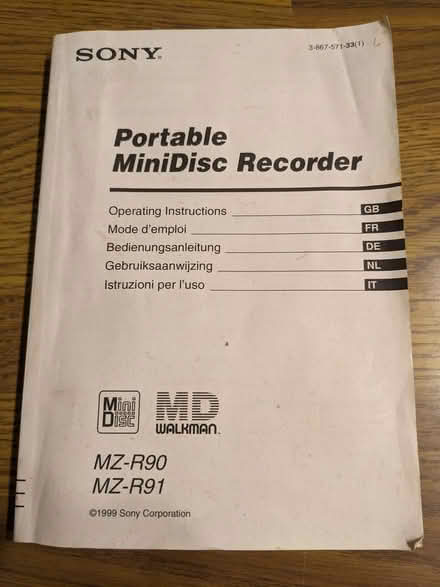 SONY®
3-867-571-33(1)
Portable
MiniDisc Recorder
Operating Instructions GB
Mode d'emploi FR
Bedienungsanleitung DE
Gebruiksaanwijzing NL
Istruzioni per l'uso IT
Mini
Disc
MD
WALKMAN
MZ-R90
MZ-R91
©1999 Sony Corporation